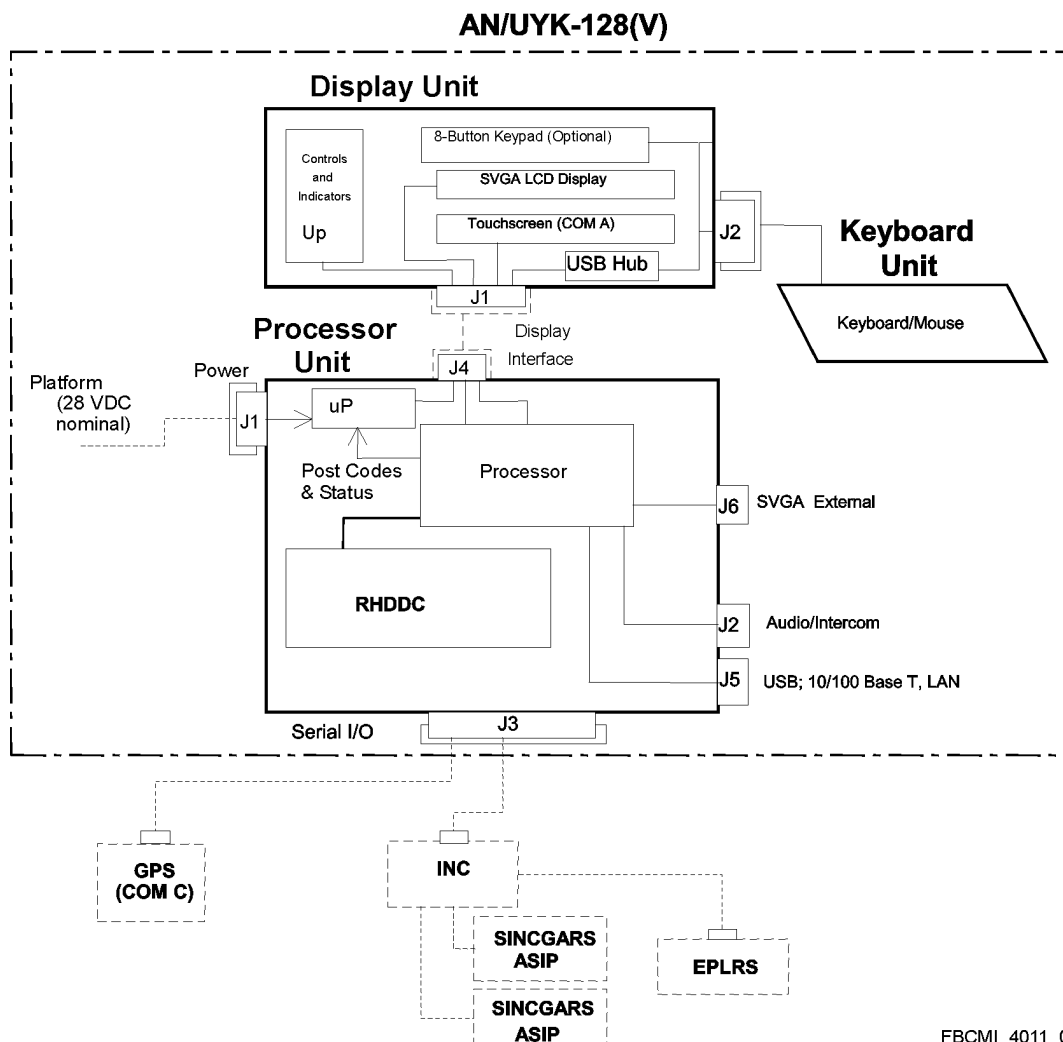 AN/UYK-128(V)
Display Unit
8-Button Keypad (Optional)
Controls
and
Indicators
Up
SVGA LCD Display
Touchscreen (COM A)
USB Hub
J2
J1
Keyboard
Unit
Keyboard/Mouse
Display
Interface
Processor
Unit
J4
Power
Platform
(28 VDC
nominal)
J1
uP
Post Codes
& Status
Processor
J6
SVGA External
RHDDC
J2
Audio/Intercom
J5
USB; 10/100 Base T, LAN
J3
Serial I/O
GPS
(COM C)
INC
SINCGARS
ASIP
EPLRS
SINCGARS
ASIP
FBCMI_4011_0